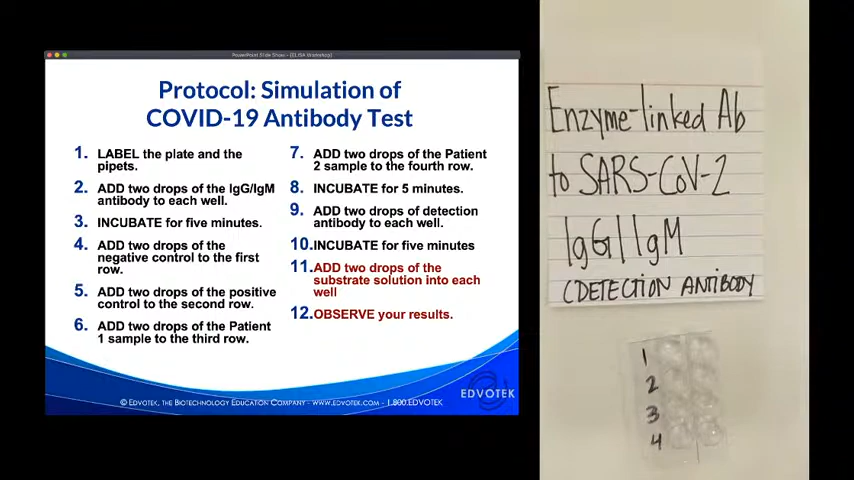 PowerPoint Slide Show - [ELISA Workshop]
Protocol: Simulation of
COVID-19 Antibody Test
1. LABEL the plate and the
pipets.
2. ADD two drops of the IgG/IgM
antibody to each well.
3. INCUBATE for five minutes.
4. ADD two drops of the
negative control to the first
row.
5. ADD two drops of the positive
control to the second row.
6. ADD two drops of the Patient
1 sample to the third row.
7. ADD two drops of the Patient
2 sample to the fourth row.
8. INCUBATE for 5 minutes.
9. ADD two drops of detection
antibody to each well.
10. INCUBATE for five minutes
11. ADD two drops of the
substrate solution into each
well
12. OBSERVE your results.
EDVOTEK
© EDVOTEK, THE BIOTECHNOLOGY EDUCATION COMPANY - WWW.EDVOTEK.COM - 1.800.EDVOTEK
Enzyme-linked Ab
to SARS-CoV-2
IgG||IgM
(DETECTION ANTIBODY
1
2
3
4